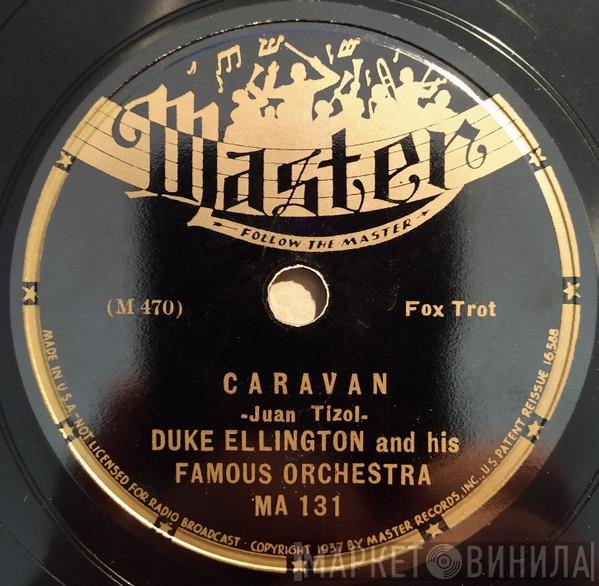 Master
FOLLOW THE MASTER
(M 470)
Fox Trot
CARAVAN
-Juan Tizol-
DUKE ELLINGTON and his
FAMOUS ORCHESTRA
MA 131
MADE IN U.S.A.-NOT LICENSED FOR RADIO BROADCAST · COPYRIGHT 1937 BY MASTER RECORDS, INC., U.S. PATENT REISSUE 16,588
МАРКЕТ ВИНИЛА